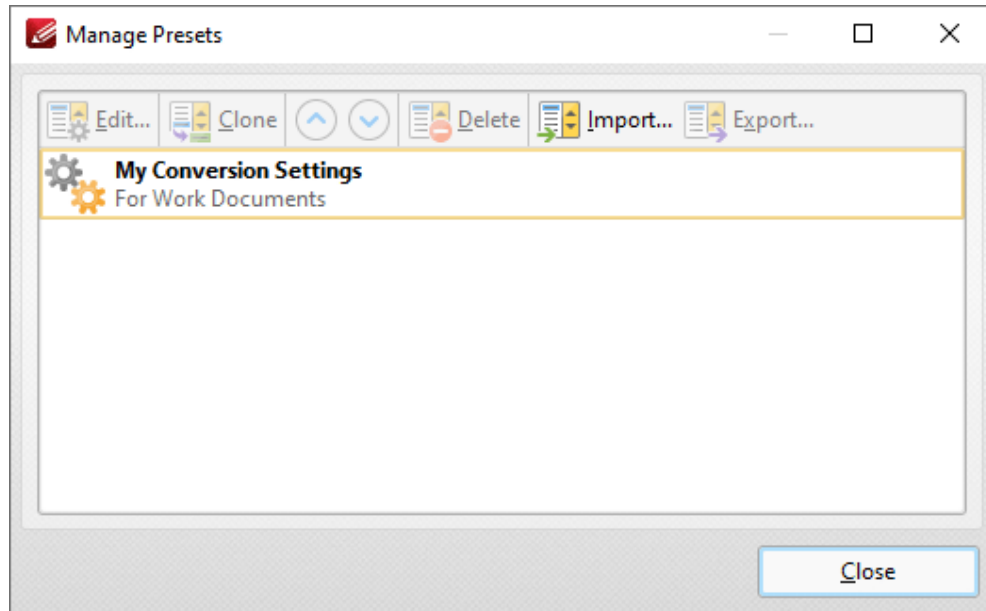 Manage Presets
Edit... Clone Delete Import... Export...
My Conversion Settings
For Work Documents
Close